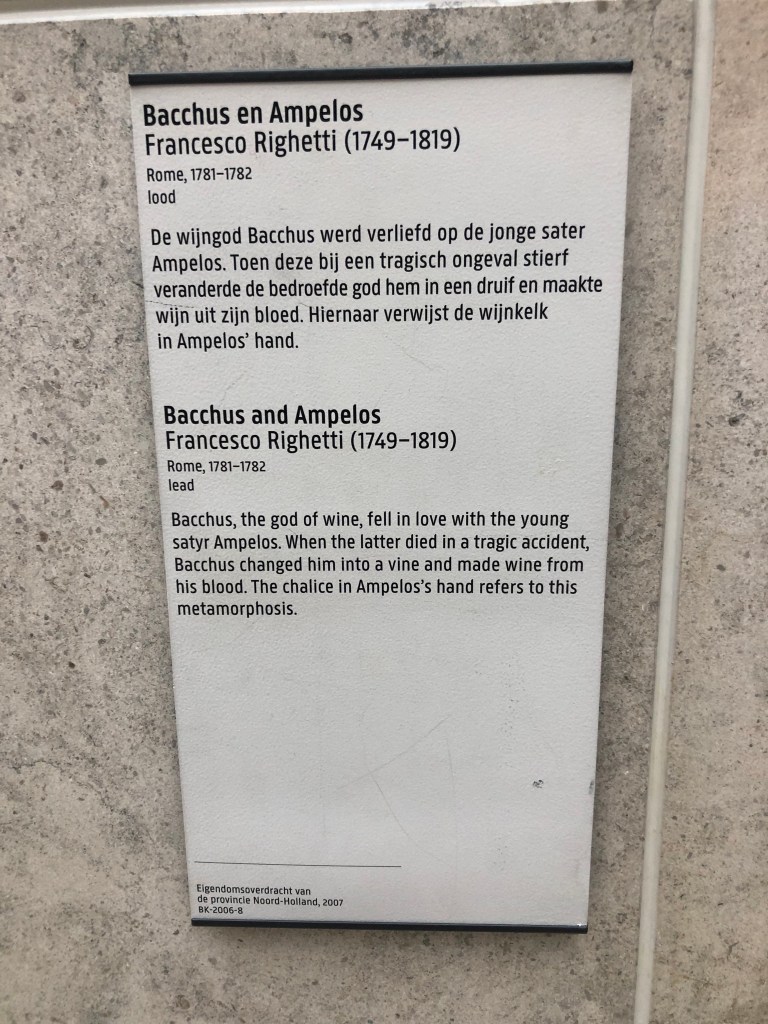 Bacchus en Ampelos
Francesco Righetti (1749–1819)
Rome, 1781–1782
lood
De wijngod Bacchus werd verliefd op de jonge sater
Ampelos. Toen deze bij een tragisch ongeval stierf
veranderde de bedroefde god hem in een druif en maakte
wijn uit zijn bloed. Hiernaar verwijst de wijnkelk
in Ampelos’ hand.
Bacchus and Ampelos
Francesco Righetti (1749–1819)
Rome, 1781–1782
lead
Bacchus, the god of wine, fell in love with the young
satyr Ampelos. When the latter died in a tragic accident,
Bacchus changed him into a vine and made wine from
his blood. The chalice in Ampelos’s hand refers to this
metamorphosis.
Eigendomsoverdracht van
de provincie Noord-Holland, 2007
BK-2006-8